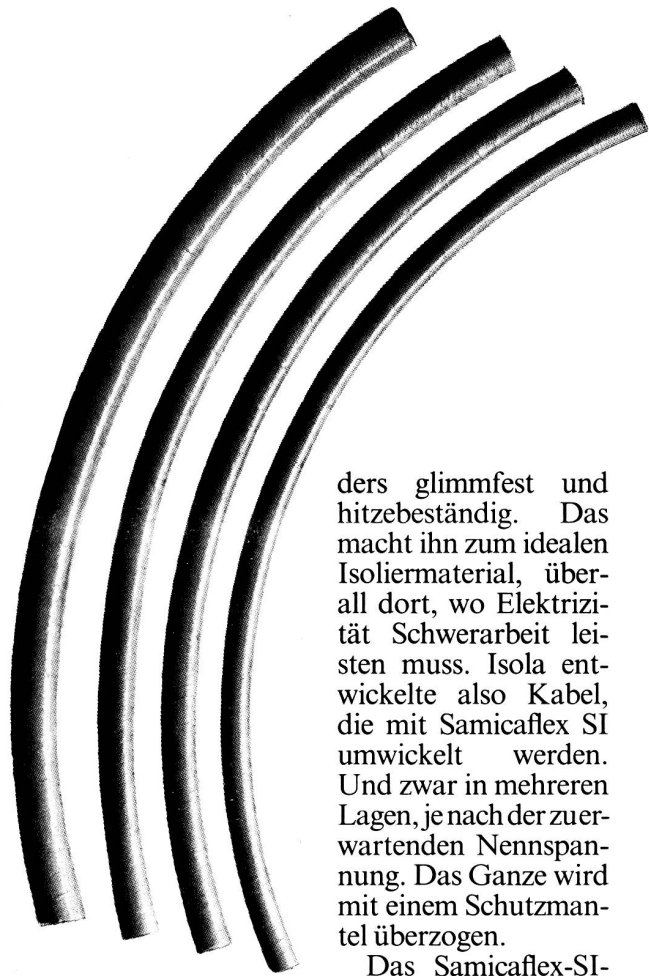 ders glimmfest und
hitzebeständig. Das
macht ihn zum idealen
Isoliermaterial, über-
all dort, wo Elektrizi-
tät Schwerarbeit lei-
sten muss. Isola ent-
wickelte also Kabel,
die mit Samicaflex SI
umwickelt werden.
Und zwar in mehreren
Lagen, je nach der zu er-
wartenden Nennspan-
nung. Das Ganze wird
mit einem Schutzman-
tel überzogen.
Das Samicaflex-SI-